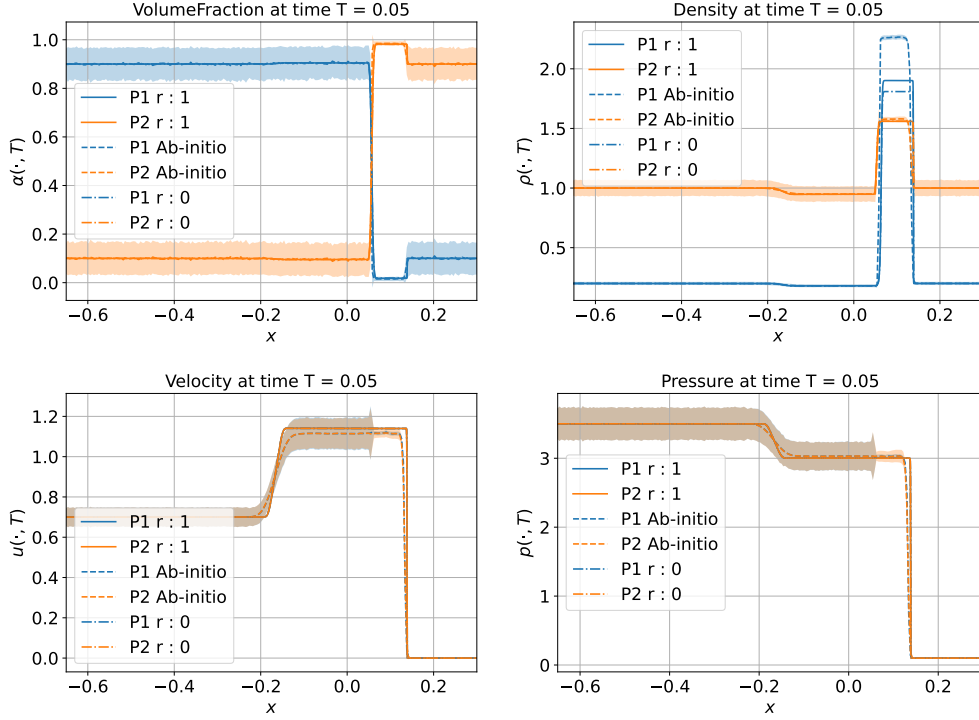 VolumeFraction at time T = 0.05
α(·, T)
1.0
0.8
0.6
0.4
0.2
0.0
P1 r : 1
P2 r : 1
P1 Ab-initio
P2 Ab-initio
P1 r : 0
P2 r : 0
−0.6
−0.4
−0.2
0.0
0.2
x
Density at time T = 0.05
ρ(·, T)
2.0
1.5
1.0
0.5
P1 r : 1
P2 r : 1
P1 Ab-initio
P2 Ab-initio
P1 r : 0
P2 r : 0
−0.6
−0.4
−0.2
0.0
0.2
x
Velocity at time T = 0.05
u(·, T)
1.2
1.0
0.8
0.6
0.4
0.2
0.0
P1 r : 1
P2 r : 1
P1 Ab-initio
P2 Ab-initio
P1 r : 0
P2 r : 0
−0.6
−0.4
−0.2
0.0
0.2
x
Pressure at time T = 0.05
p(·, T)
3
2
1
0
P1 r : 1
P2 r : 1
P1 Ab-initio
P2 Ab-initio
P1 r : 0
P2 r : 0
−0.6
−0.4
−0.2
0.0
0.2
x